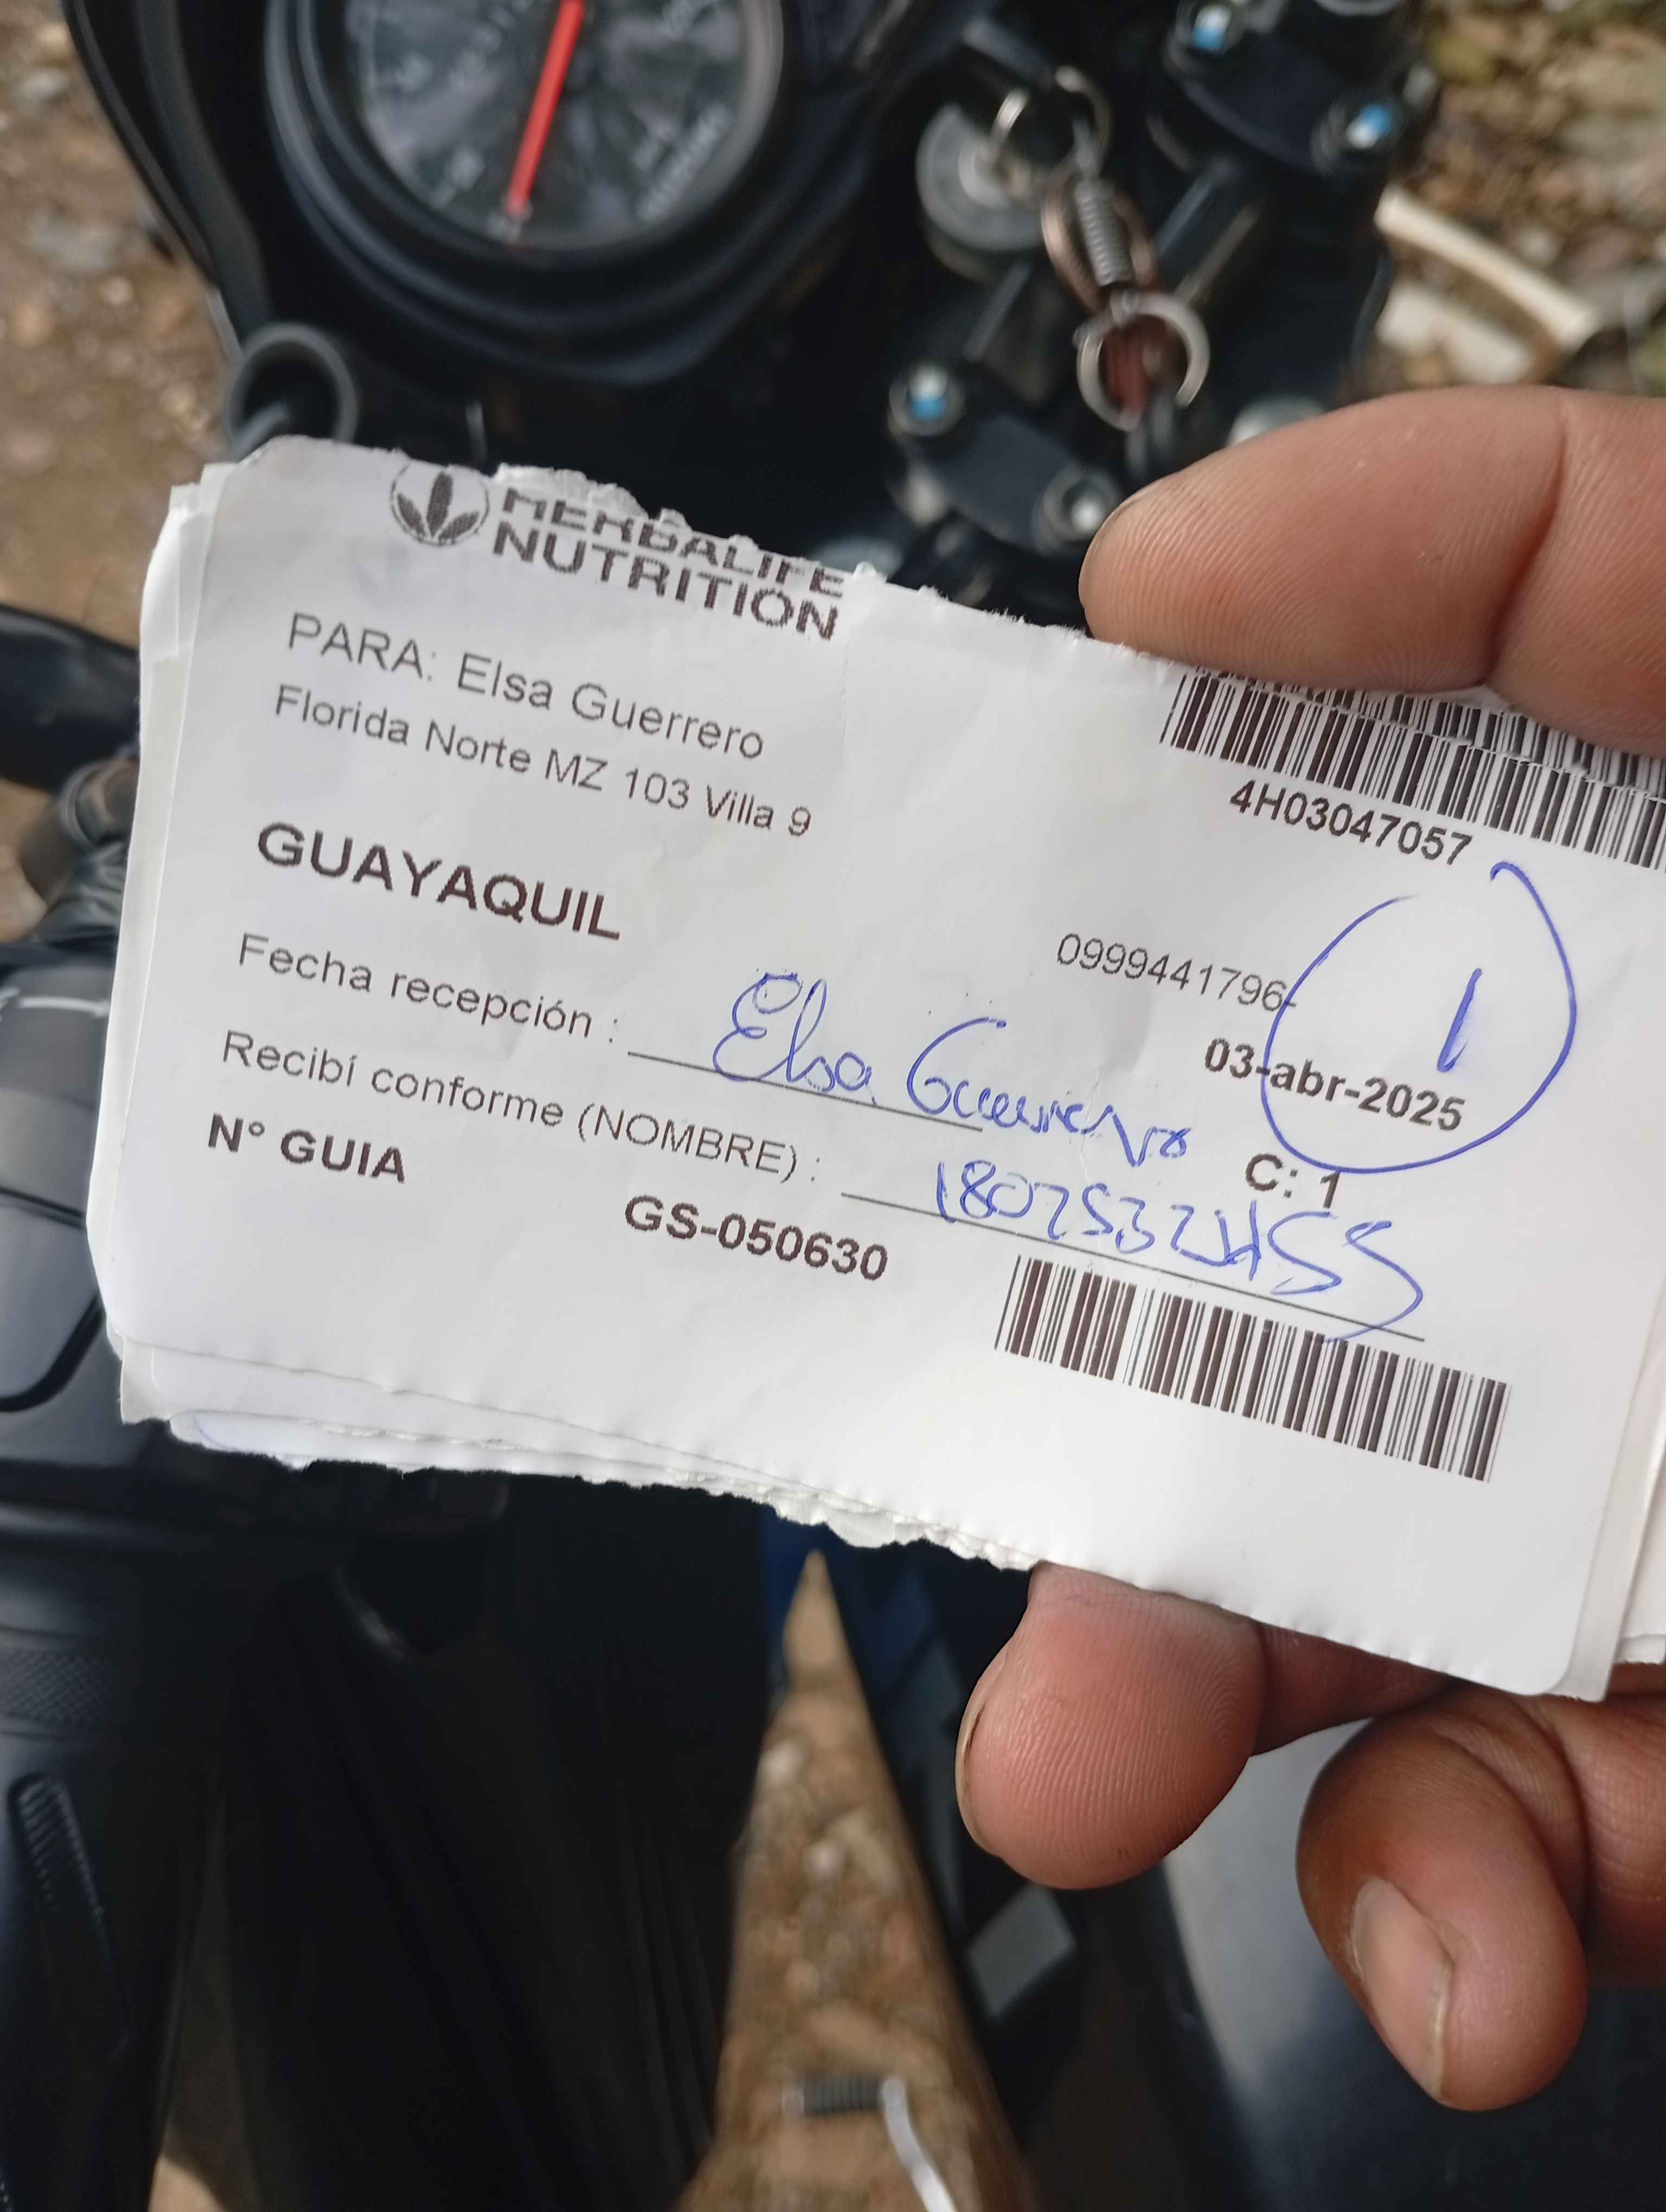 HERBALIFE
NUTRITION
PARA: Elsa Guerrero
Florida Norte MZ 103 Villa 9
4H03047057
GUAYAQUIL
0999441796-
1
Fecha recepción : Elsa Guerrero
03-abr-2025
Recibí conforme (NOMBRE) :
C: 1
N° GUIA
GS-050630